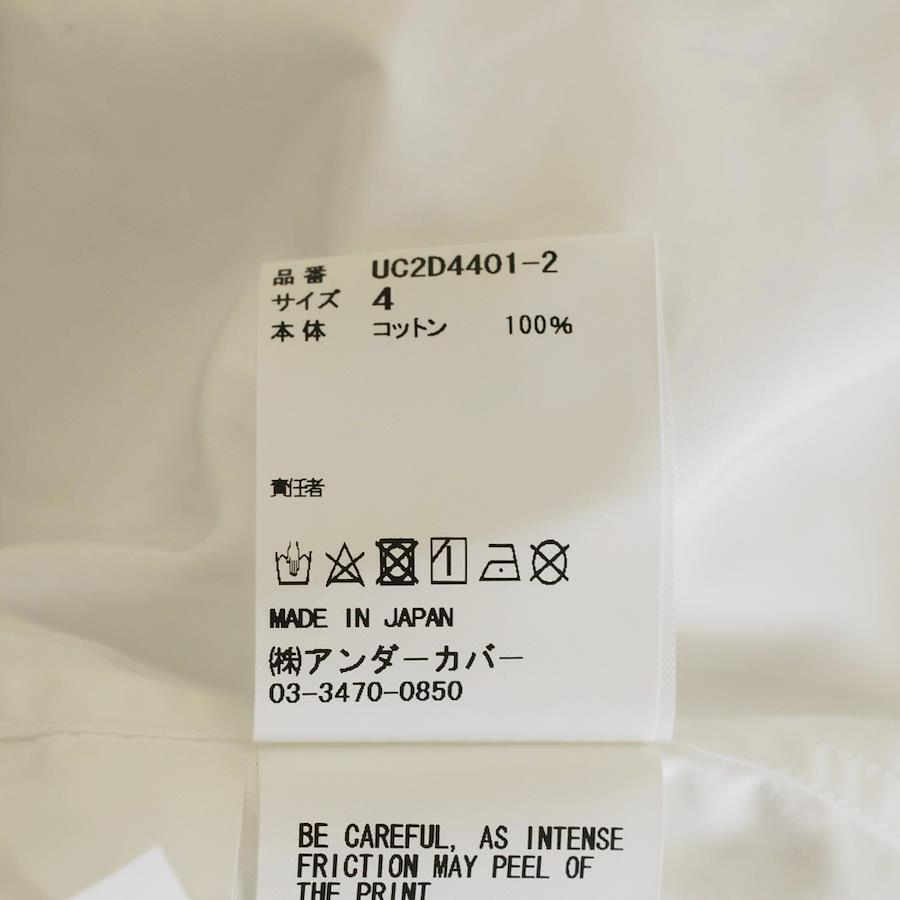 品番 UC2D4401-2
サイズ 4
本体 コットン 100%
責任者
MADE IN JAPAN
㈱アンダーカバー
03-3470-0850
BE CAREFUL, AS INTENSE
FRICTION MAY PEEL OF
THE PRINT